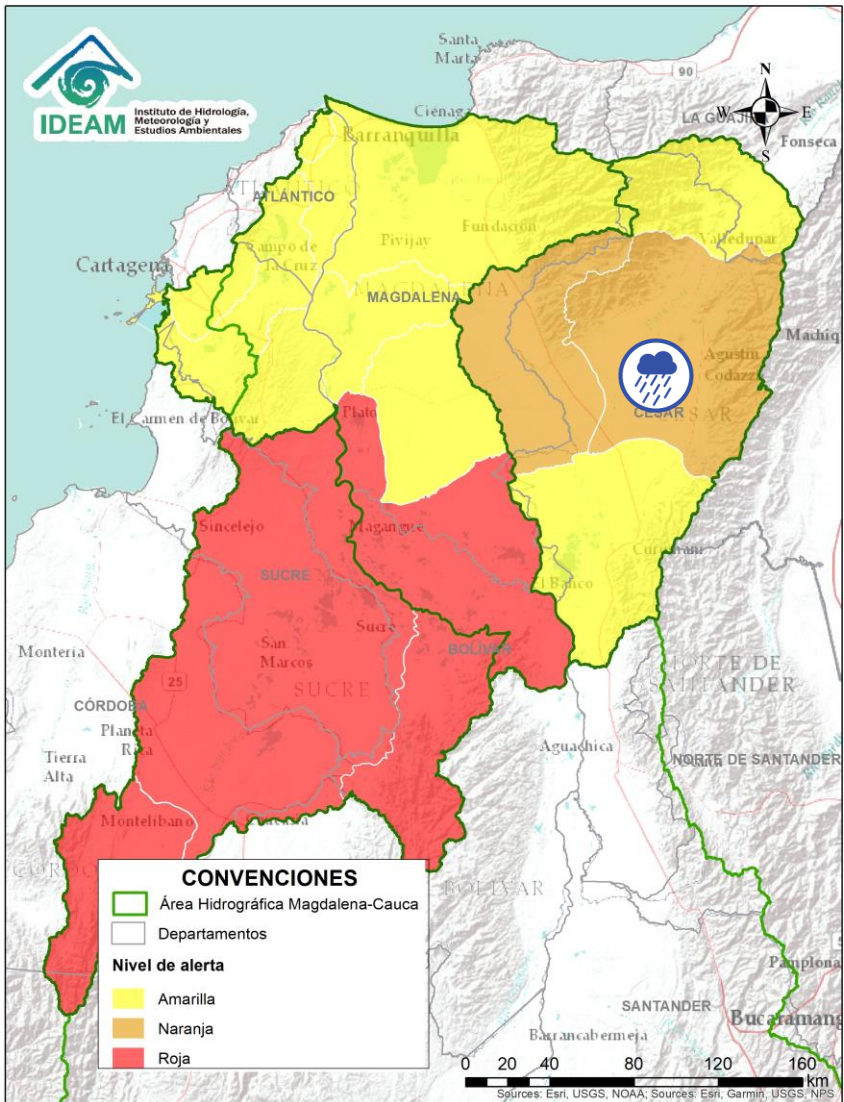 IDEAM
Instituto de Hidrología,
Meteorología y
Estudios Ambientales
Santa
Marta
90
N
W
E
S
LA GUAJIR
Fonseca
Ciénaga
Barranquilla
ATLÁNTICO
Campo de
la Cruz
Pivijay
Fundación
Valledupar
Cartagena
MAGDALENA
Machiq
Agustín
Codazzi
CESAR
El Carmen de Bolívar
Plato
Sincelejo
Magangué
SUCRE
Curumaní
El Banco
San
Marcos
Sucre
BOLÍVAR
Montería
25
SUCRE
NORTE DE
SANTANDER
CÓRDOBA
Planeta
Rica
Tierra
Alta
Aguachica
NORTE DE SANTANDER
Montelíbano
Caucasia
BOLÍVAR
CONVENCIONES
Área Hidrográfica Magdalena-Cauca
Departamentos
Nivel de alerta
Amarilla
Naranja
Roja
Pamplona
SANTANDER
Bucaramang
Barrancabermeja
0 20 40 80 120 160
km
Sources: Esri, USGS, NOAA; Sources: Esri, Garmin, USGS, NPS